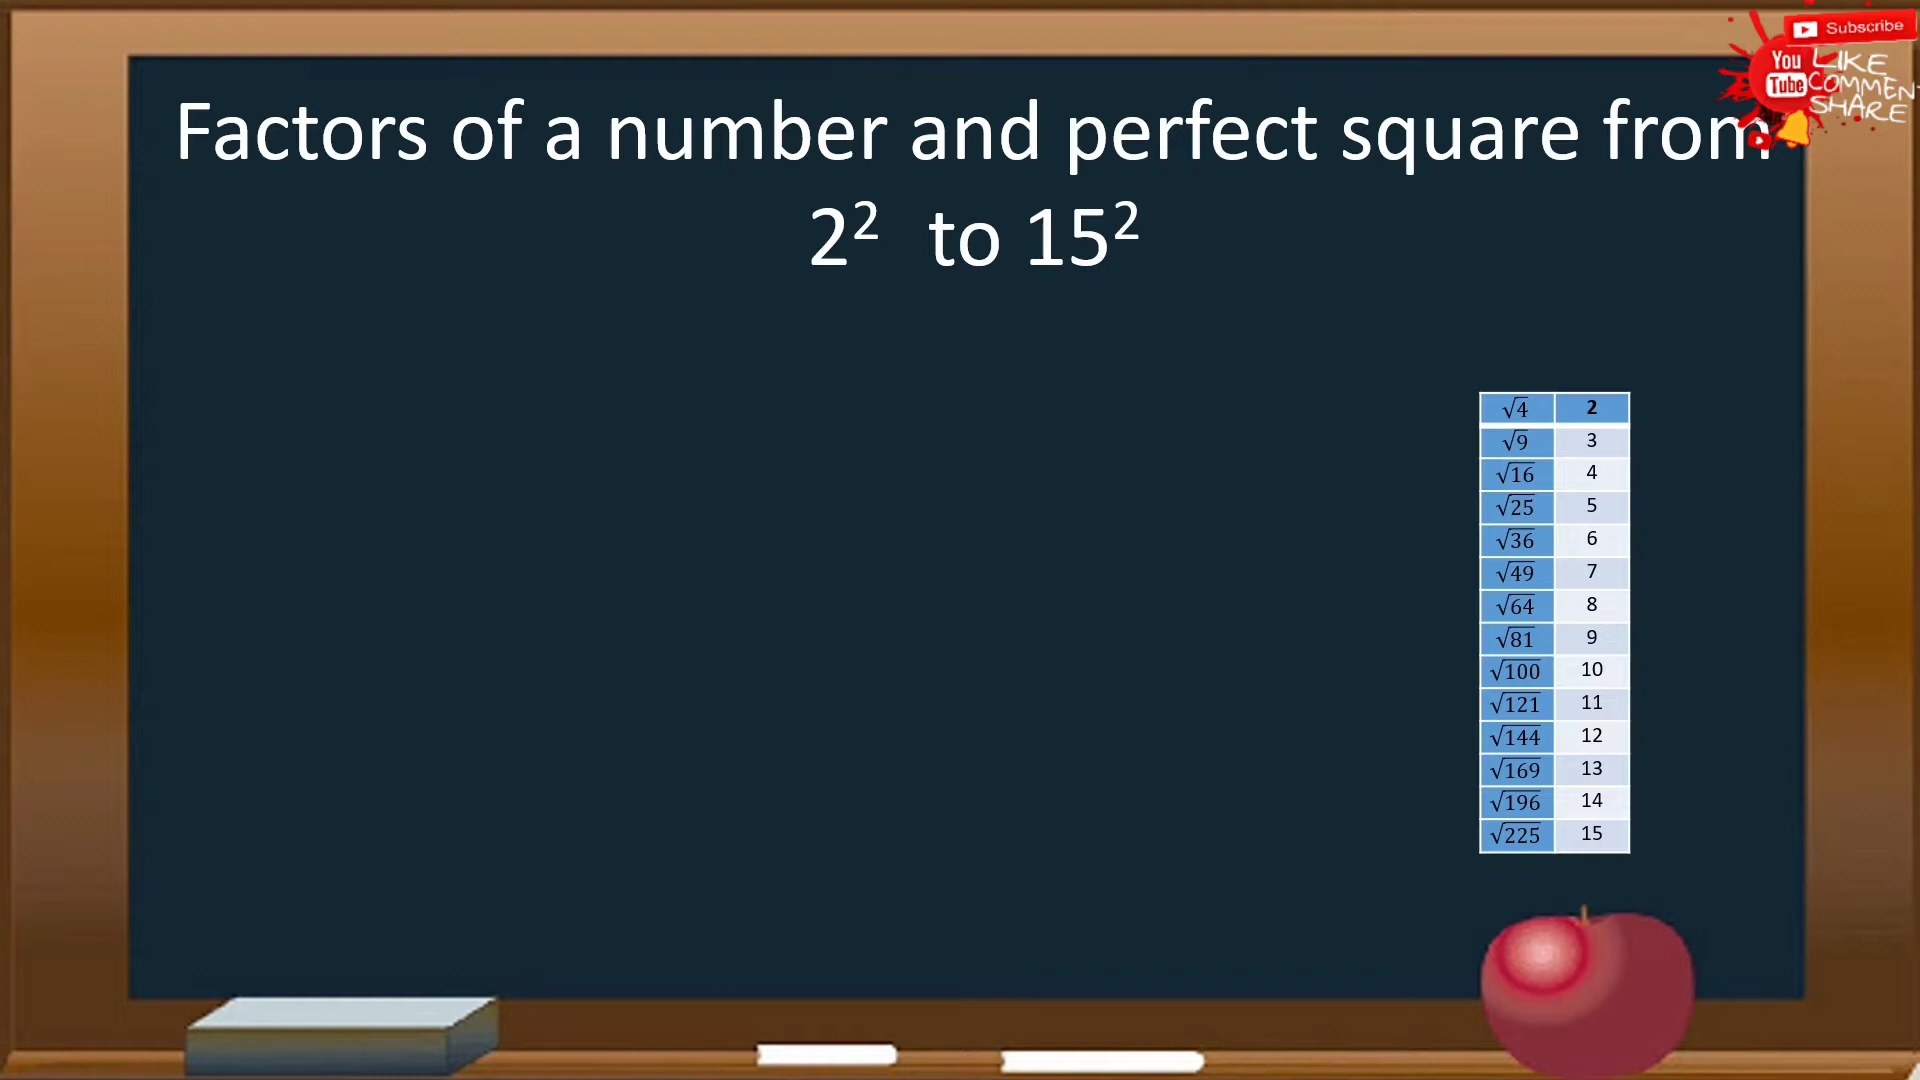 Factors of a number and perfect square from
2² to 15²
Subscribe
You
Tube
LIKE
COMMENT
SHARE
√4 2
√9 3
√16 4
√25 5
√36 6
√49 7
√64 8
√81 9
√100 10
√121 11
√144 12
√169 13
√196 14
√225 15